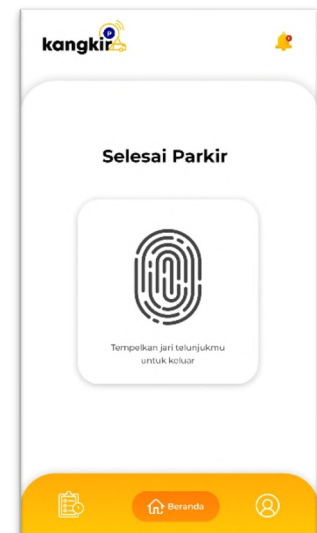 kangkir
P
Selesai Parkir
Tempelkan jari telunjukmu
untuk keluar
Beranda